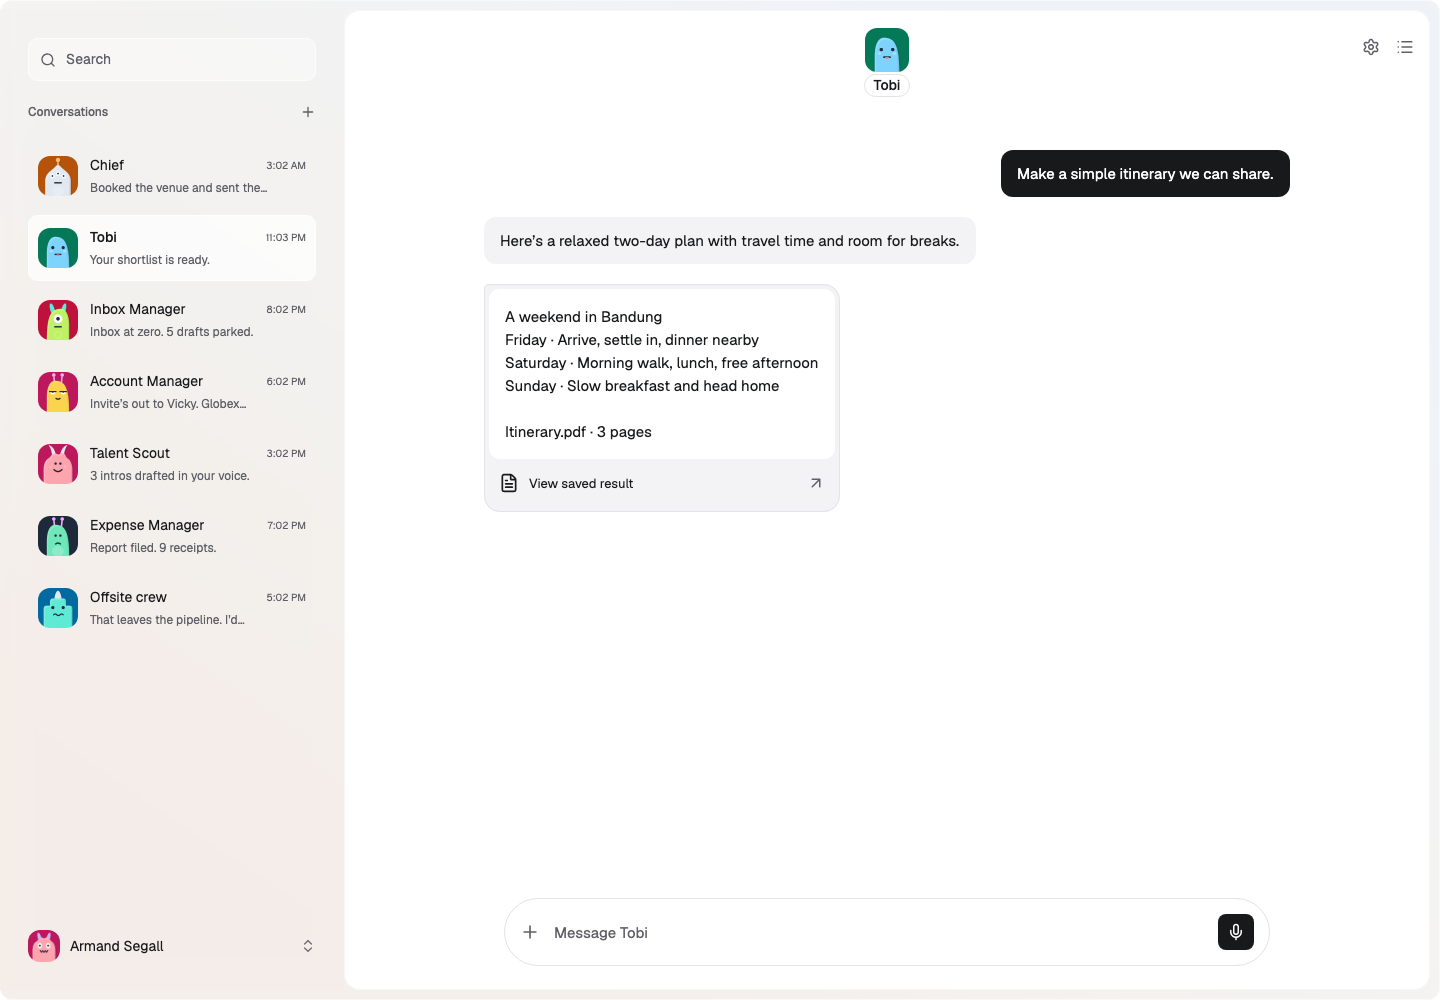 Search
Conversations
Chief
3:02 AM
Booked the venue and sent the…
Tobi
11:03 PM
Your shortlist is ready.
Inbox Manager
8:02 PM
Inbox at zero. 5 drafts parked.
Account Manager
6:02 PM
Invite’s out to Vicky. Globex…
Talent Scout
3:02 PM
3 intros drafted in your voice.
Expense Manager
7:02 PM
Report filed. 9 receipts.
Offsite crew
5:02 PM
That leaves the pipeline. I’d…
Armand Segall
Tobi
Make a simple itinerary we can share.
Here’s a relaxed two-day plan with travel time and room for breaks.
A weekend in Bandung
Friday · Arrive, settle in, dinner nearby
Saturday · Morning walk, lunch, free afternoon
Sunday · Slow breakfast and head home
Itinerary.pdf · 3 pages
View saved result
Message Tobi